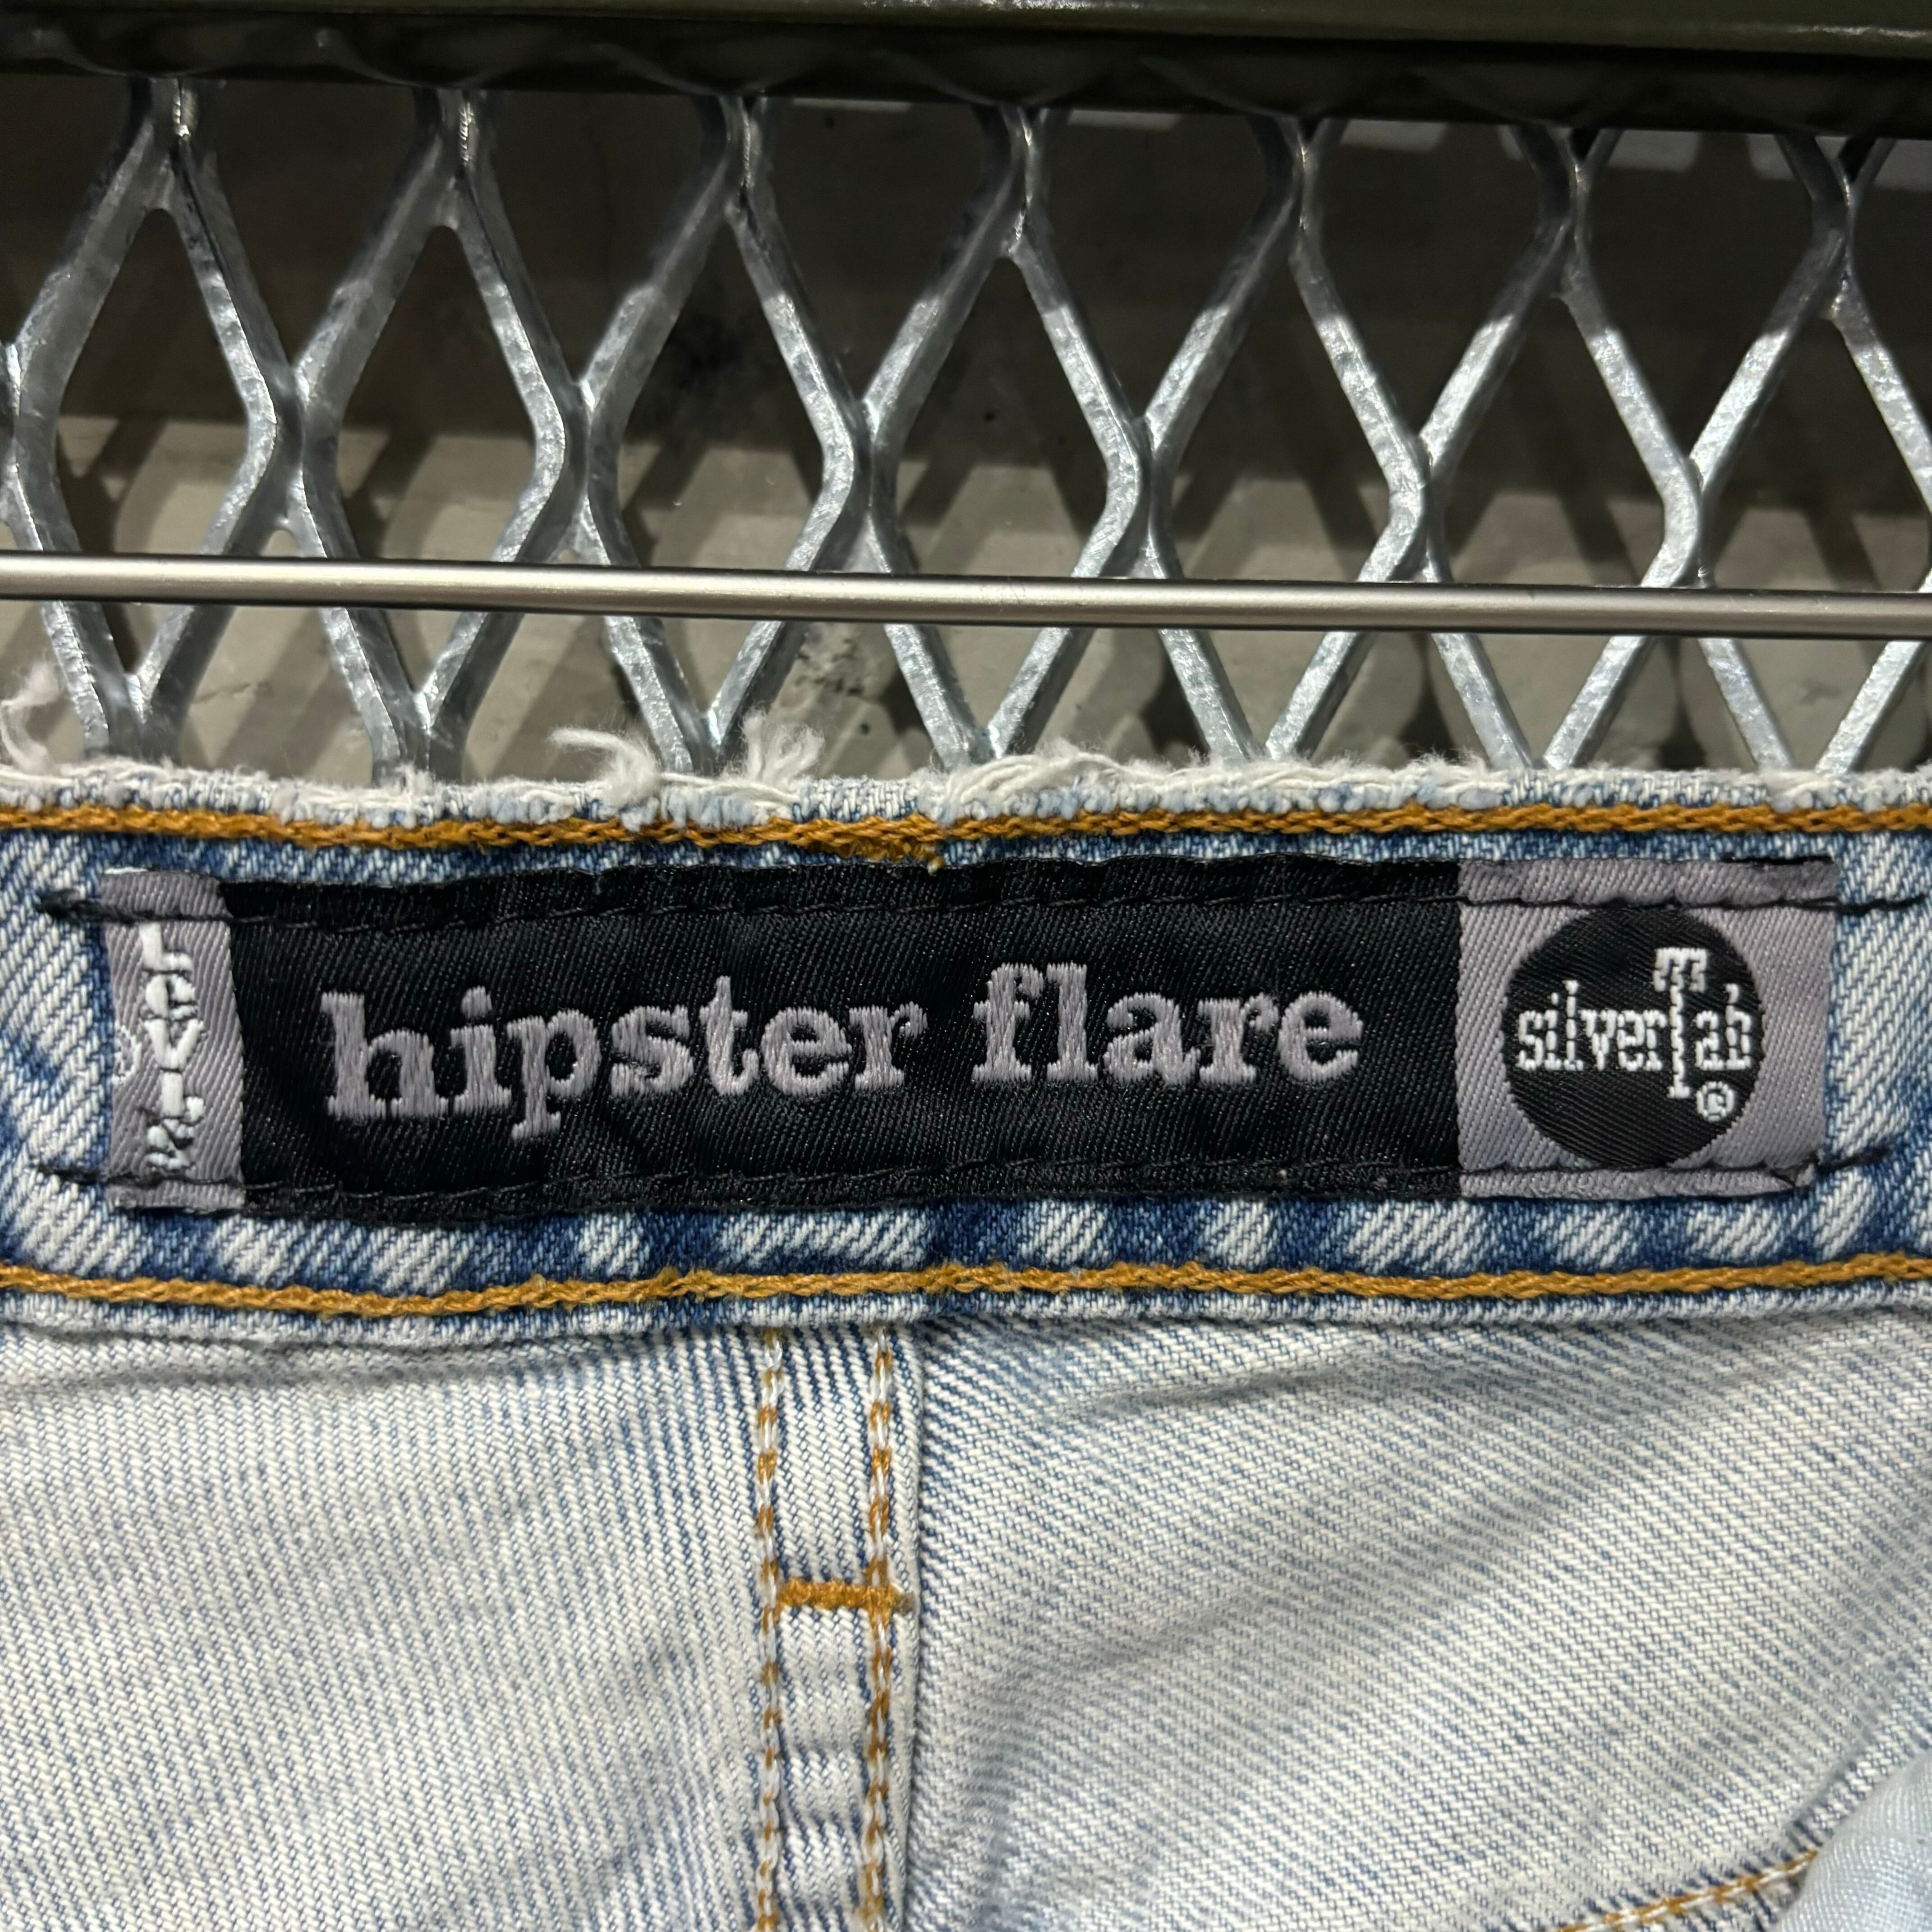 LEVI'S
hipster flare
silverTab
®